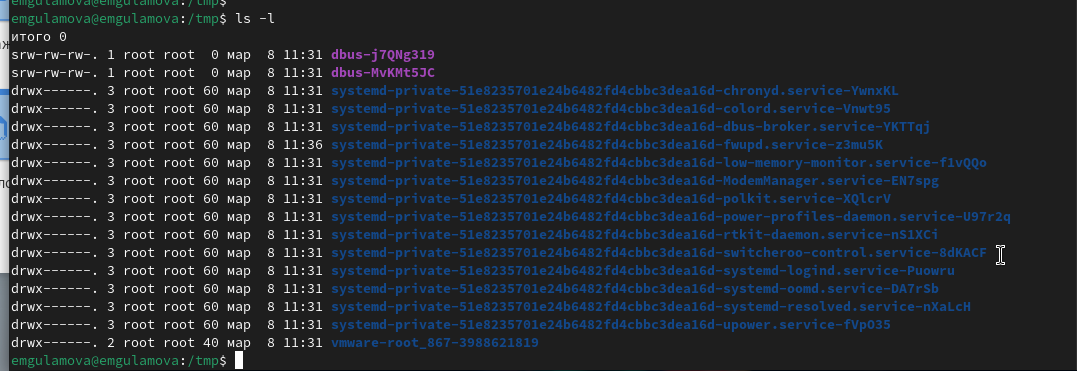 emgulamova@emgulamova:/tmp$
emgulamova@emgulamova:/tmp$ ls -l
итого 0
srw-rw-rw-. 1 root root  0 мар  8 11:31 dbus-j7QNg319
srw-rw-rw-. 1 root root  0 мар  8 11:31 dbus-MvKMt5JC
drwx------. 3 root root 60 мар  8 11:31 systemd-private-51e8235701e24b6482fd4cbbc3dea16d-chronyd.service-YwnxKL
drwx------. 3 root root 60 мар  8 11:31 systemd-private-51e8235701e24b6482fd4cbbc3dea16d-colord.service-Vnwt95
drwx------. 3 root root 60 мар  8 11:31 systemd-private-51e8235701e24b6482fd4cbbc3dea16d-dbus-broker.service-YKTTqj
drwx------. 3 root root 60 мар  8 11:36 systemd-private-51e8235701e24b6482fd4cbbc3dea16d-fwupd.service-z3mu5K
drwx------. 3 root root 60 мар  8 11:31 systemd-private-51e8235701e24b6482fd4cbbc3dea16d-low-memory-monitor.service-f1vQQo
drwx------. 3 root root 60 мар  8 11:31 systemd-private-51e8235701e24b6482fd4cbbc3dea16d-ModemManager.service-EN7spg
drwx------. 3 root root 60 мар  8 11:31 systemd-private-51e8235701e24b6482fd4cbbc3dea16d-polkit.service-XQlcrV
drwx------. 3 root root 60 мар  8 11:31 systemd-private-51e8235701e24b6482fd4cbbc3dea16d-power-profiles-daemon.service-U97r2q
drwx------. 3 root root 60 мар  8 11:31 systemd-private-51e8235701e24b6482fd4cbbc3dea16d-rtkit-daemon.service-nS1XCi
drwx------. 3 root root 60 мар  8 11:31 systemd-private-51e8235701e24b6482fd4cbbc3dea16d-switcheroo-control.service-8dKACF
drwx------. 3 root root 60 мар  8 11:31 systemd-private-51e8235701e24b6482fd4cbbc3dea16d-systemd-logind.service-Puowru
drwx------. 3 root root 60 мар  8 11:31 systemd-private-51e8235701e24b6482fd4cbbc3dea16d-systemd-oomd.service-DA7rSb
drwx------. 3 root root 60 мар  8 11:31 systemd-private-51e8235701e24b6482fd4cbbc3dea16d-systemd-resolved.service-nXaLcH
drwx------. 3 root root 60 мар  8 11:31 systemd-private-51e8235701e24b6482fd4cbbc3dea16d-upower.service-fVpO35
drwx------. 2 root root 40 мар  8 11:31 vmware-root_867-3988621819
emgulamova@emgulamova:/tmp$